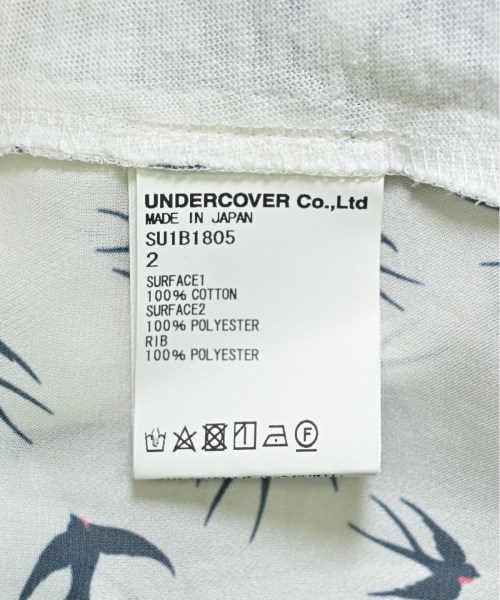 UNDERCOVER Co.,Ltd
MADE IN JAPAN
SU1B1805
2
SURFACE1
100% COTTON
SURFACE2
100% POLYESTER
RIB
100% POLYESTER
F